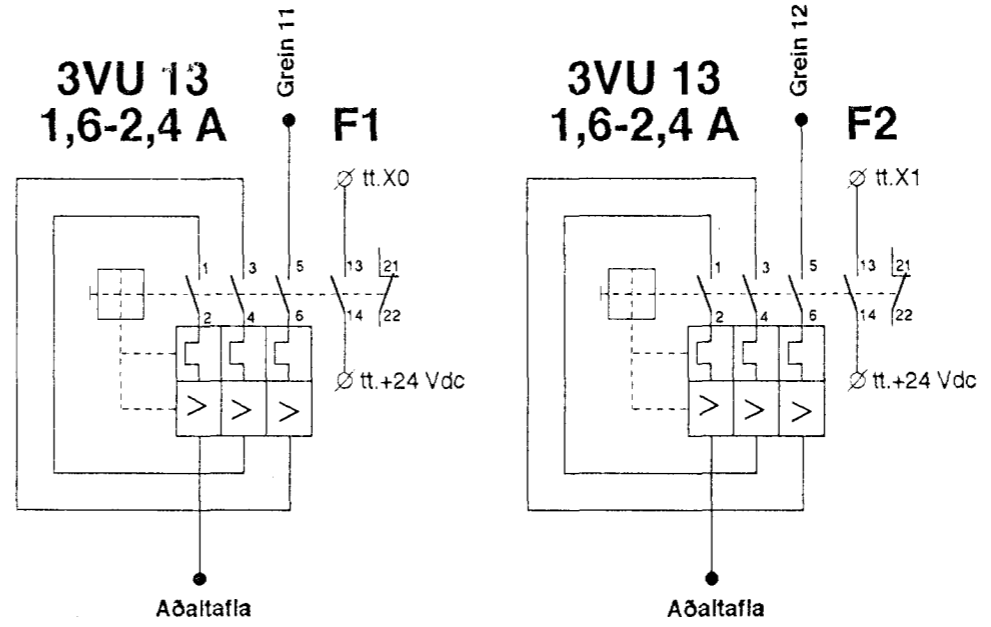 Grein 11
3VU 13
1,6-2,4 A
F1
tt.X0
1 3 5 13 21
2 4 6 14 22
> > >
tt.+24 Vdc
Aðaltafla
Grein 12
3VU 13
1,6-2,4 A
F2
tt.X1
1 3 5 13 21
2 4 6 14 22
> > >
tt.+24 Vdc
Aðaltafla